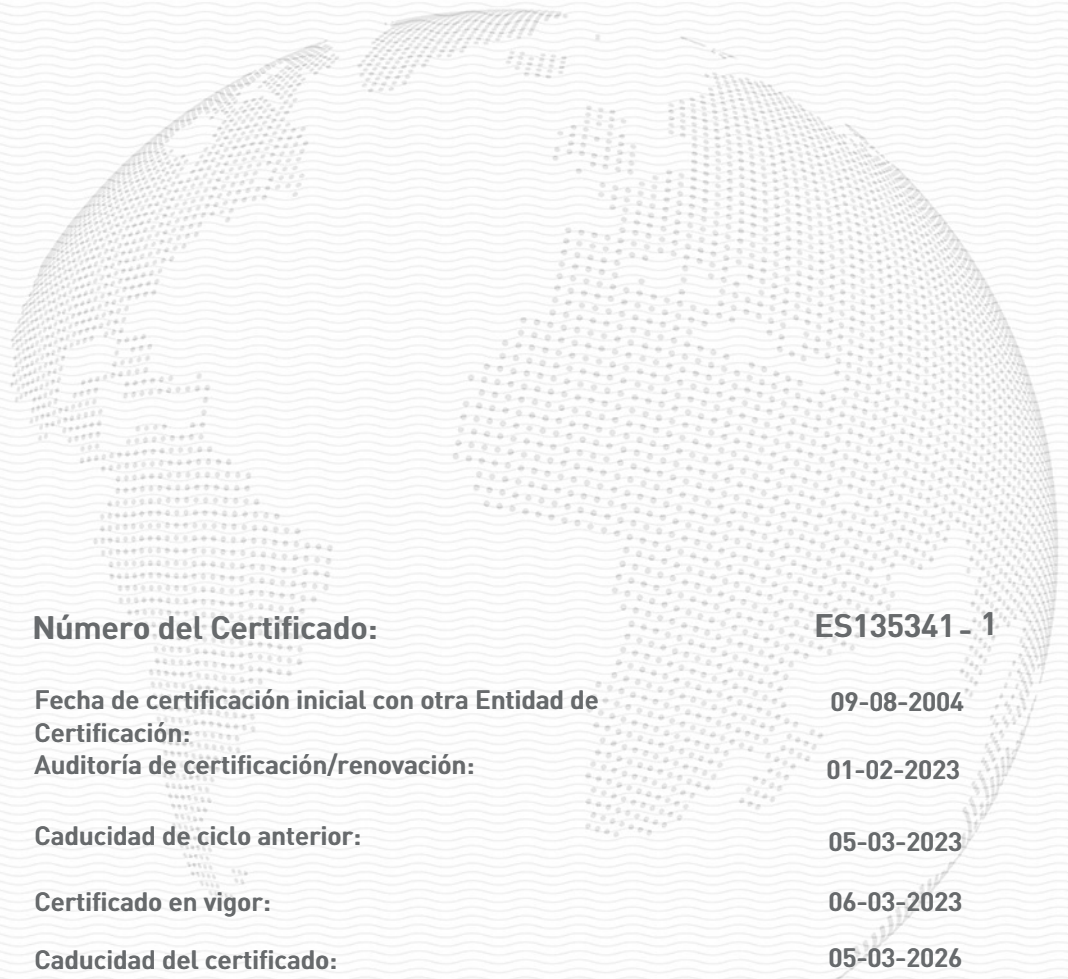 Número del Certificado: ES135341 - 1
Fecha de certificación inicial con otra Entidad de 09-08-2004
Certificación:
Auditoría de certificación/renovación: 01-02-2023
Caducidad de ciclo anterior: 05-03-2023
Certificado en vigor: 06-03-2023
Caducidad del certificado: 05-03-2026